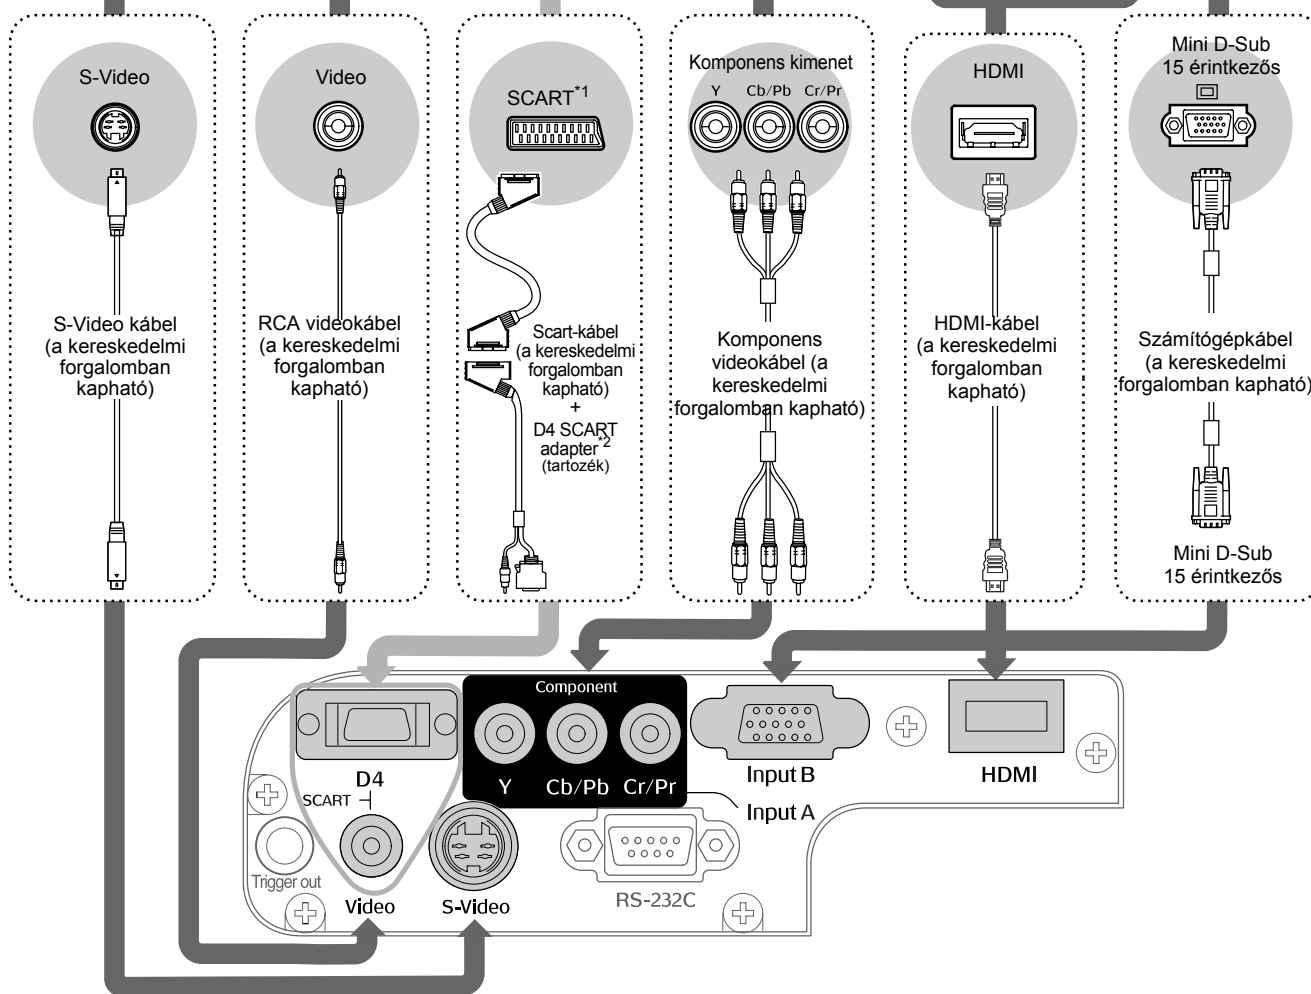 S-Video
S-Video kábel
(a kereskedelmi
forgalomban
kapható)
Video
RCA videokábel
(a kereskedelmi
forgalomban
kapható)
SCART*1
Scart-kábel
(a kereskedelmi
forgalomban
kapható)
+
D4 SCART
adapter*2
(tartozék)
Komponens kimenet
Y Cb/Pb Cr/Pr
Komponens
videokábel (a
kereskedelmi
forgalomban kapható)
HDMI
HDMI-kábel
(a kereskedelmi
forgalomban
kapható)
Mini D-Sub
15 érintkezős
Számítógépkábel
(a kereskedelmi
forgalomban kapható)
Mini D-Sub
15 érintkezős
Component
Y Cb/Pb Cr/Pr
Input B
HDMI
D4
SCART
Input A
Trigger out
Video
S-Video
RS-232C